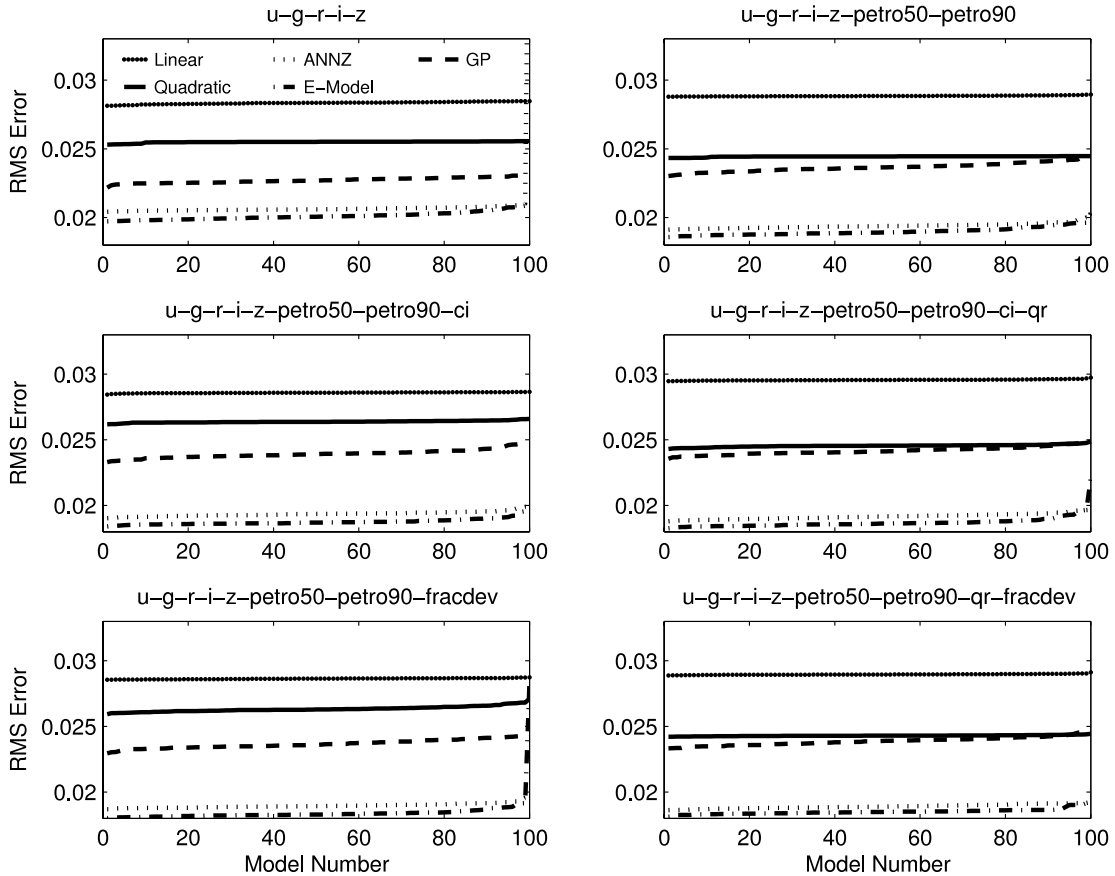 u-g-r-i-z
u-g-r-i-z-petro50-petro90
Linear
ANNZ
GP
Quadratic
E-Model
RMS Error
0.03
0.025
0.02
0 20 40 60 80 100
0.03
0.025
0.02
0 20 40 60 80 100
u-g-r-i-z-petro50-petro90-ci
u-g-r-i-z-petro50-petro90-ci-qr
RMS Error
0.03
0.025
0.02
0 20 40 60 80 100
0.03
0.025
0.02
0 20 40 60 80 100
u-g-r-i-z-petro50-petro90-fracdev
u-g-r-i-z-petro50-petro90-qr-fracdev
RMS Error
0.03
0.025
0.02
0 20 40 60 80 100
Model Number
0.03
0.025
0.02
0 20 40 60 80 100
Model Number